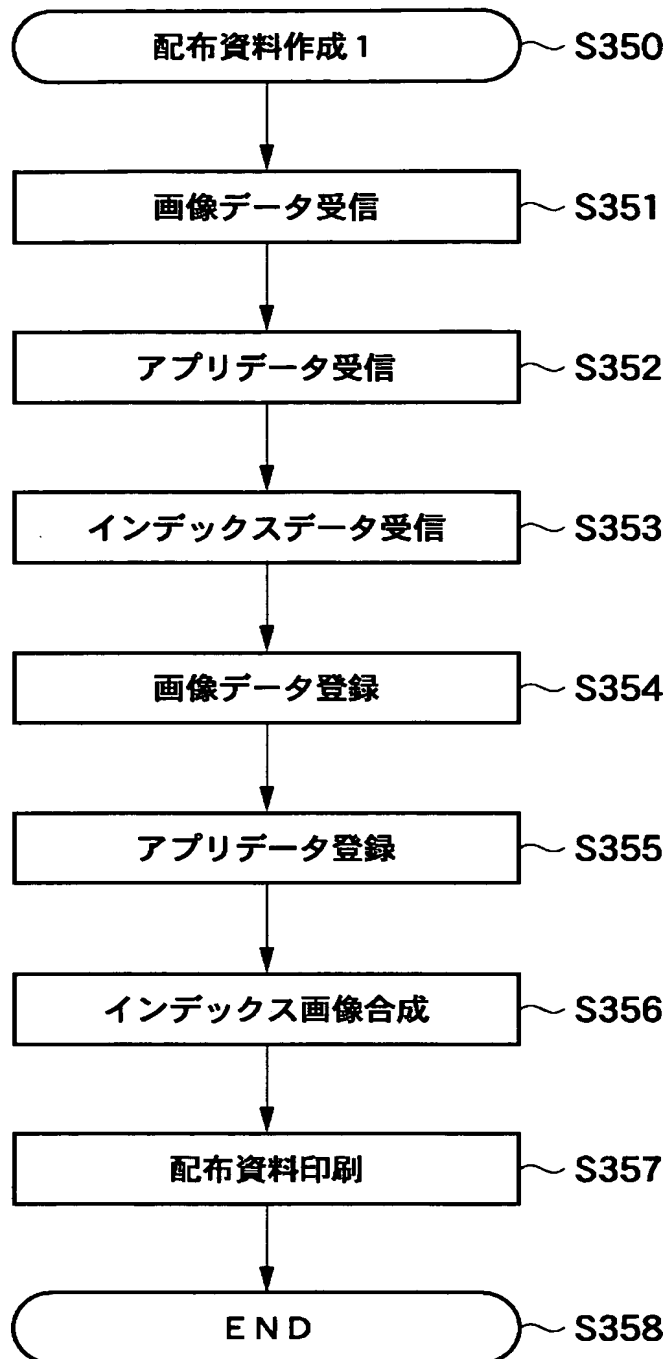 配布資料作成1 S350
画像データ受信 S351
アプリデータ受信 S352
インデックスデータ受信 S353
画像データ登録 S354
アプリデータ登録 S355
インデックス画像合成 S356
配布資料印刷 S357
END S358